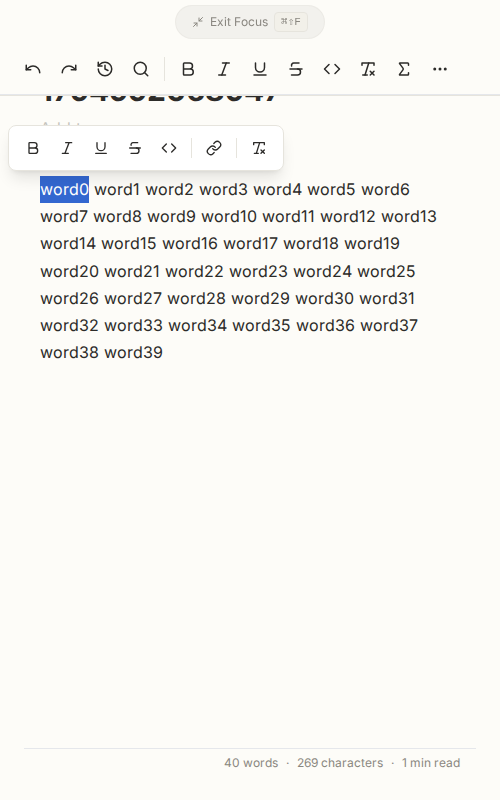 Exit Focus ⌘⇧F
word0 word1 word2 word3 word4 word5 word6
word7 word8 word9 word10 word11 word12 word13
word14 word15 word16 word17 word18 word19
word20 word21 word22 word23 word24 word25
word26 word27 word28 word29 word30 word31
word32 word33 word34 word35 word36 word37
word38 word39
40 words · 269 characters · 1 min read